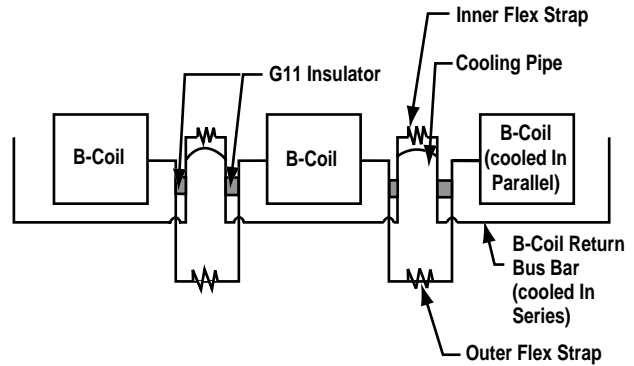 Inner Flex Strap
G11 Insulator
Cooling Pipe
B-Coil
B-Coil
B-Coil
(cooled In
Parallel)
B-Coil Return
Bus Bar
(cooled In
Series)
Outer Flex Strap